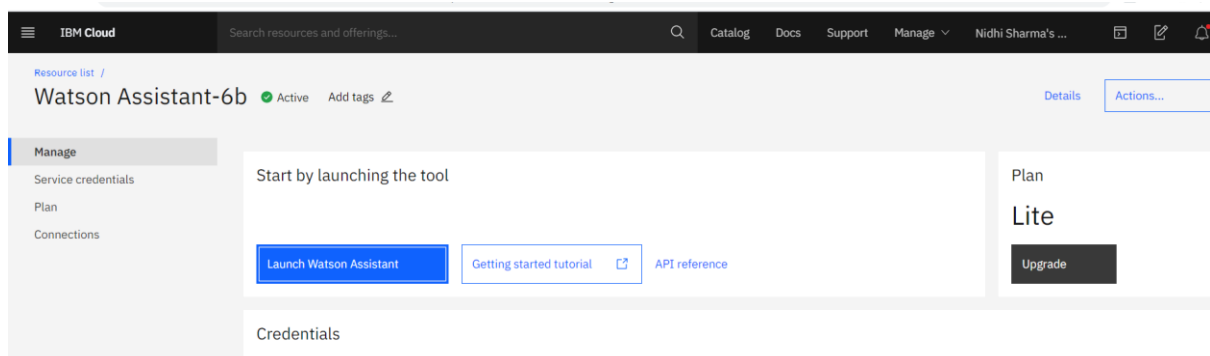 IBM Cloud Search resources and offerings... Catalog Docs Support Manage Nidhi Sharma's ...
Resource list /
Watson Assistant-6b Active Add tags Details Actions...
Manage
Service credentials
Plan
Connections
Start by launching the tool
Launch Watson Assistant Getting started tutorial API reference
Plan
Lite
Upgrade
Credentials